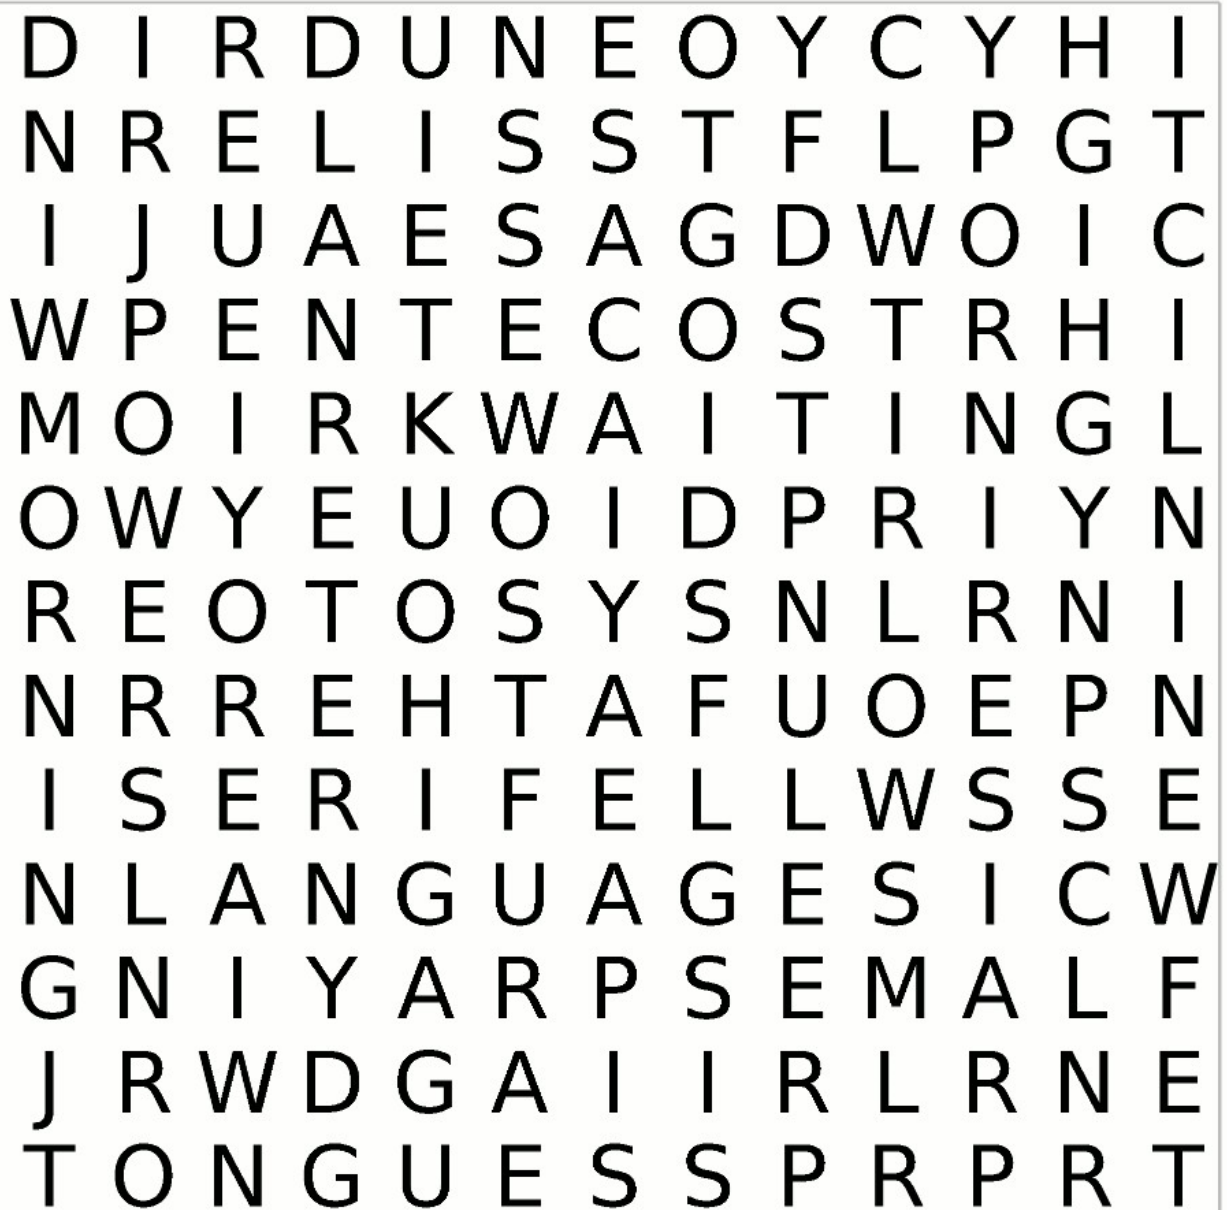 D I R D U N E O Y C Y H I
N R E L I S S T F L P G T
I J U A E S A G D W O I C
W P E N T E C O S T R H I
M O I R K W A I T I N G L
O W Y E U O I D P R I Y N
R E O T O S Y S N L R N I
N R R E H T A F U O E P N
I S E R I F E L L W S S E
N L A N G U A G E S I C W
G N I Y A R P S E M A L F
J R W D G A I I R L R N E
T O N G U E S S P R P R T